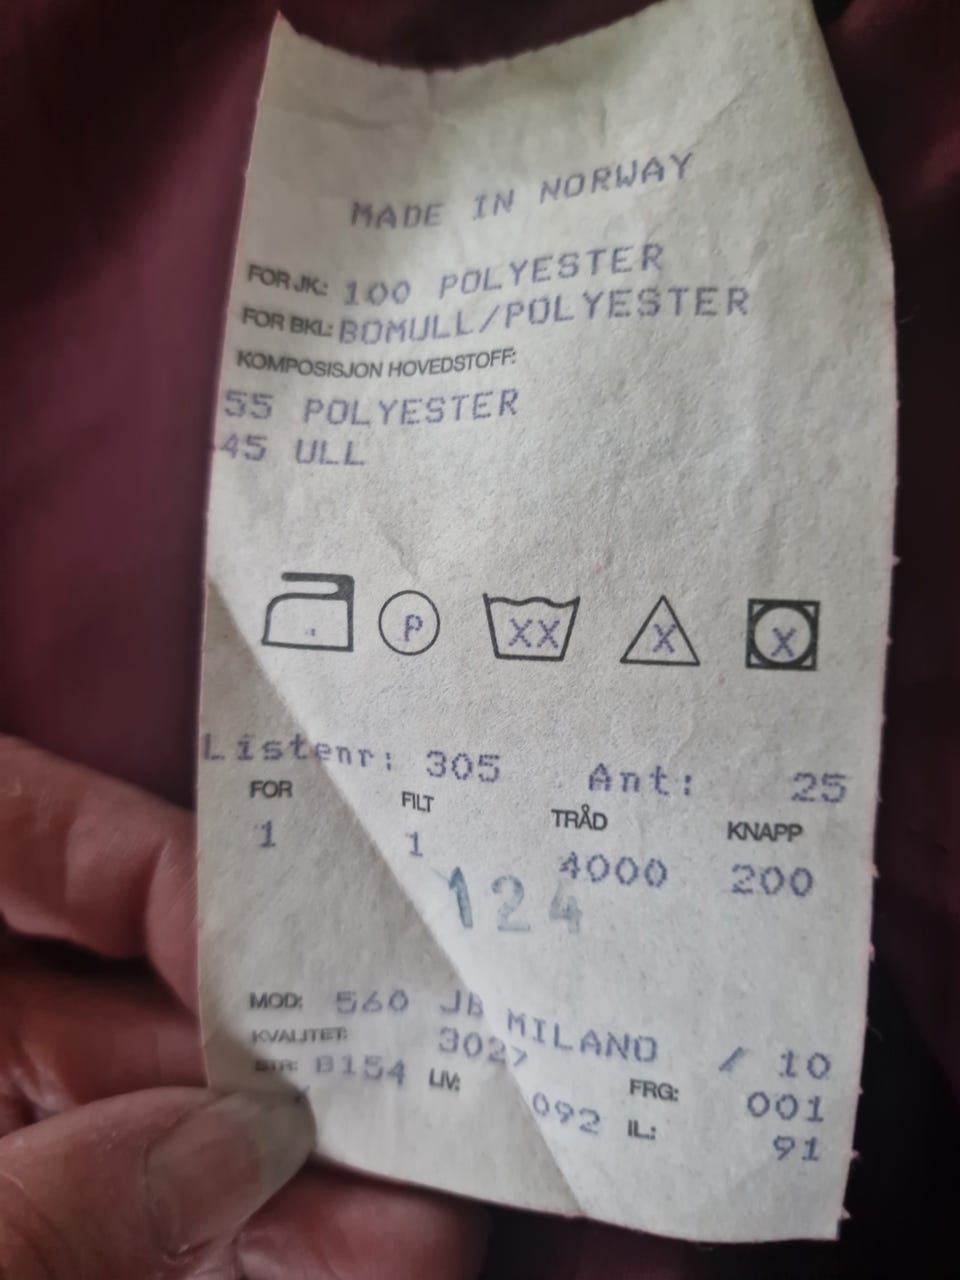 MADE IN NORWAY
FOR JK: 100 POLYESTER
FOR BKL: BOMULL/POLYESTER
KOMPOSISJON HOVEDSTOFF:
55 POLYESTER
45 ULL
P XX X X
Listenr: 305 Ant: 25
FOR FILT TRÅD KNAPP
1 1 4000 200
124
MOD: 560 JB MILANO / 10
KVALITET: 3027 FRG: 001
STR: B154 LIV: 092 IL.: 91